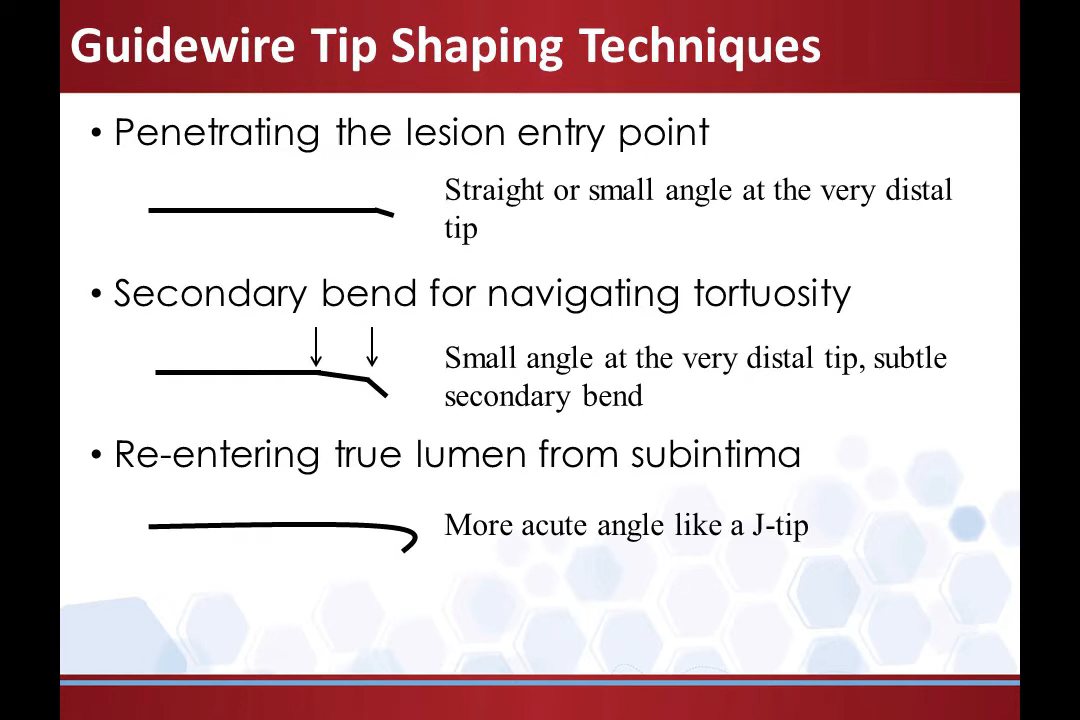 Guidewire Tip Shaping Techniques
• Penetrating the lesion entry point
Straight or small angle at the very distal
tip
• Secondary bend for navigating tortuosity
Small angle at the very distal tip, subtle
secondary bend
• Re-entering true lumen from subintima
More acute angle like a J-tip